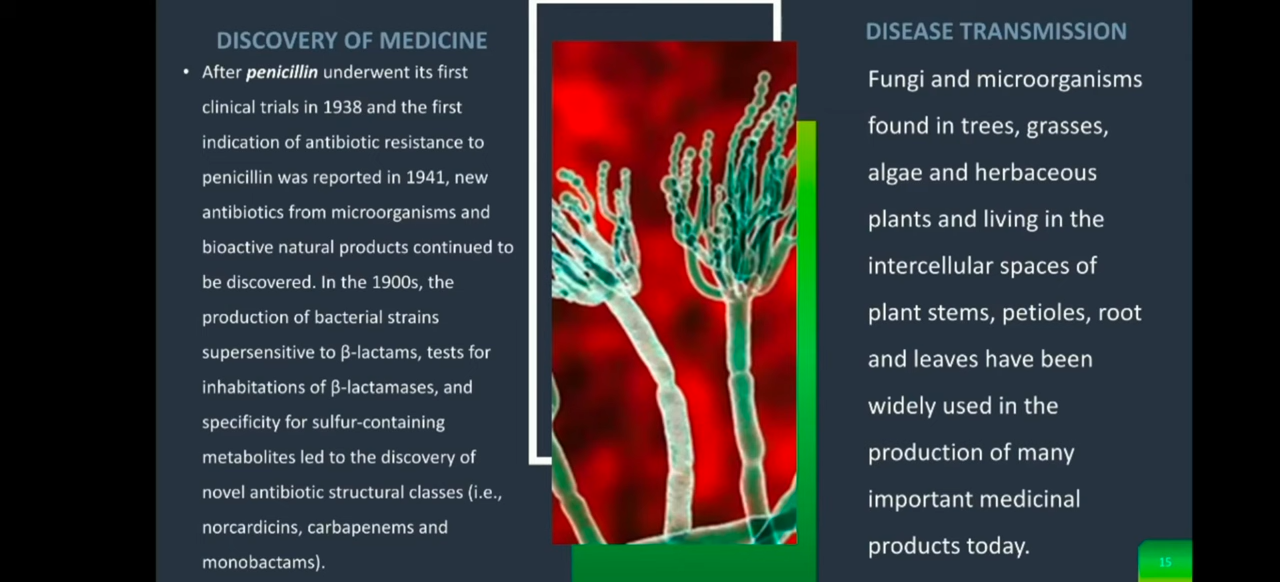 DISCOVERY OF MEDICINE
• After penicillin underwent its first
clinical trials in 1938 and the first
indication of antibiotic resistance to
penicillin was reported in 1941, new
antibiotics from microorganisms and
bioactive natural products continued to
be discovered. In the 1900s, the
production of bacterial strains
supersensitive to β-lactams, tests for
inhabitations of β-lactamases, and
specificity for sulfur-containing
metabolites led to the discovery of
novel antibiotic structural classes (i.e.,
norcardicins, carbapenems and
monobactams).
DISEASE TRANSMISSION
Fungi and microorganisms
found in trees, grasses,
algae and herbaceous
plants and living in the
intercellular spaces of
plant stems, petioles, root
and leaves have been
widely used in the
production of many
important medicinal
products today.
15